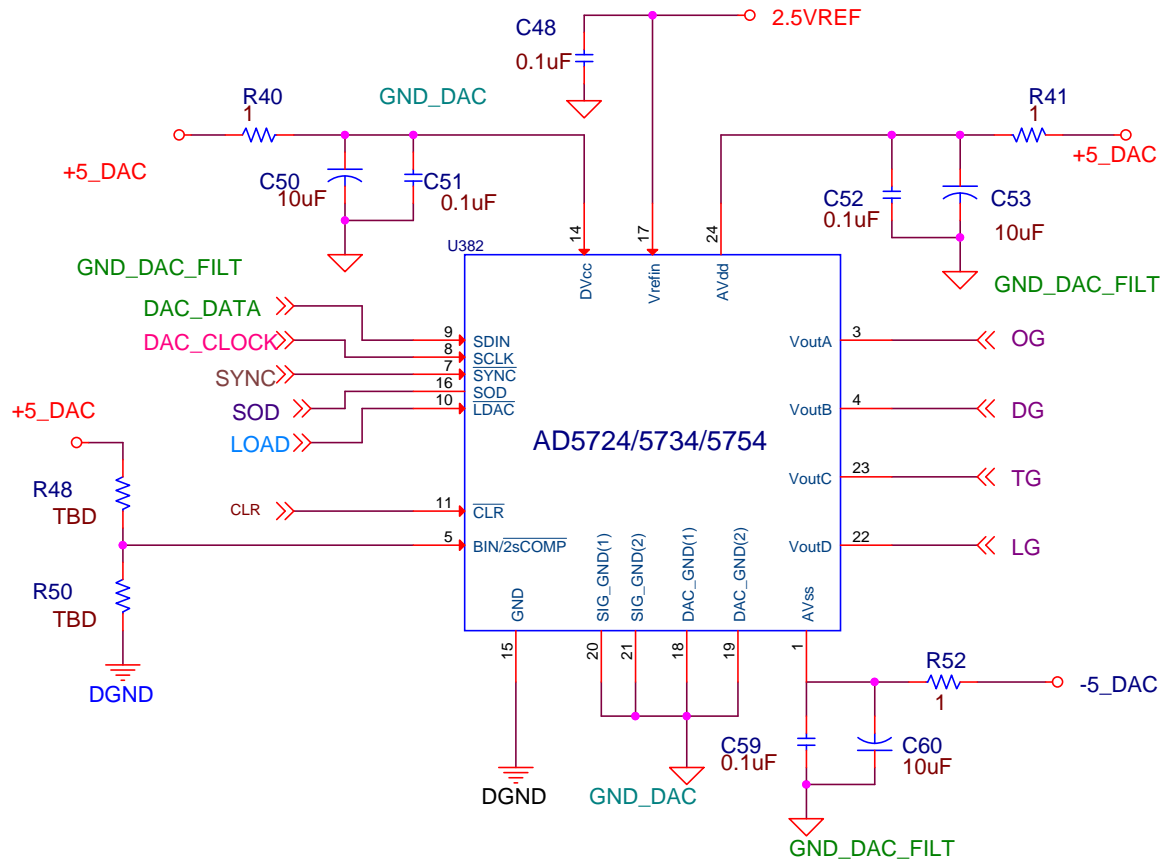 C48
0.1uF
2.5VREF
R40
1
GND_DAC
+5_DAC
C50
10uF
C51
0.1uF
R41
1
+5_DAC
C52
0.1uF
C53
10uF
GND_DAC_FILT
GND_DAC_FILT
U382
14
17
24
DVcc
Vrefin
AVdd
DAC_DATA
9
SDIN
DAC_CLOCK
8
SCLK
SYNC
7
SYNC
SOD
16
SOD
LOAD
10
LDAC
CLR
11
CLR
5
BIN/2sCOMP
+5_DAC
R48
TBD
R50
TBD
DGND
AD5724/5734/5754
VoutA
3
OG
VoutB
4
DG
VoutC
23
TG
VoutD
22
LG
GND
SIG_GND(1)
SIG_GND(2)
DAC_GND(1)
DAC_GND(2)
AVss
15
20
21
18
19
1
R52
1
-5_DAC
C59
0.1uF
C60
10uF
DGND
GND_DAC
GND_DAC_FILT